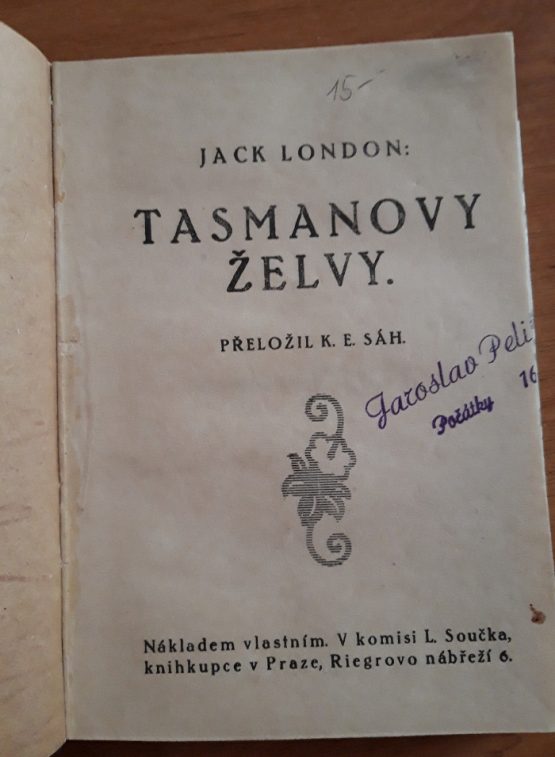 15-
JACK LONDON:
TASMANOVY
ŽELVY.
PŘELOŽIL K. E. SÁH.
Jaroslav
Počátky 16
Nákladem vlastním. V komisi L. Součka,
knihkupce v Praze, Riegrovo nábřeží 6.